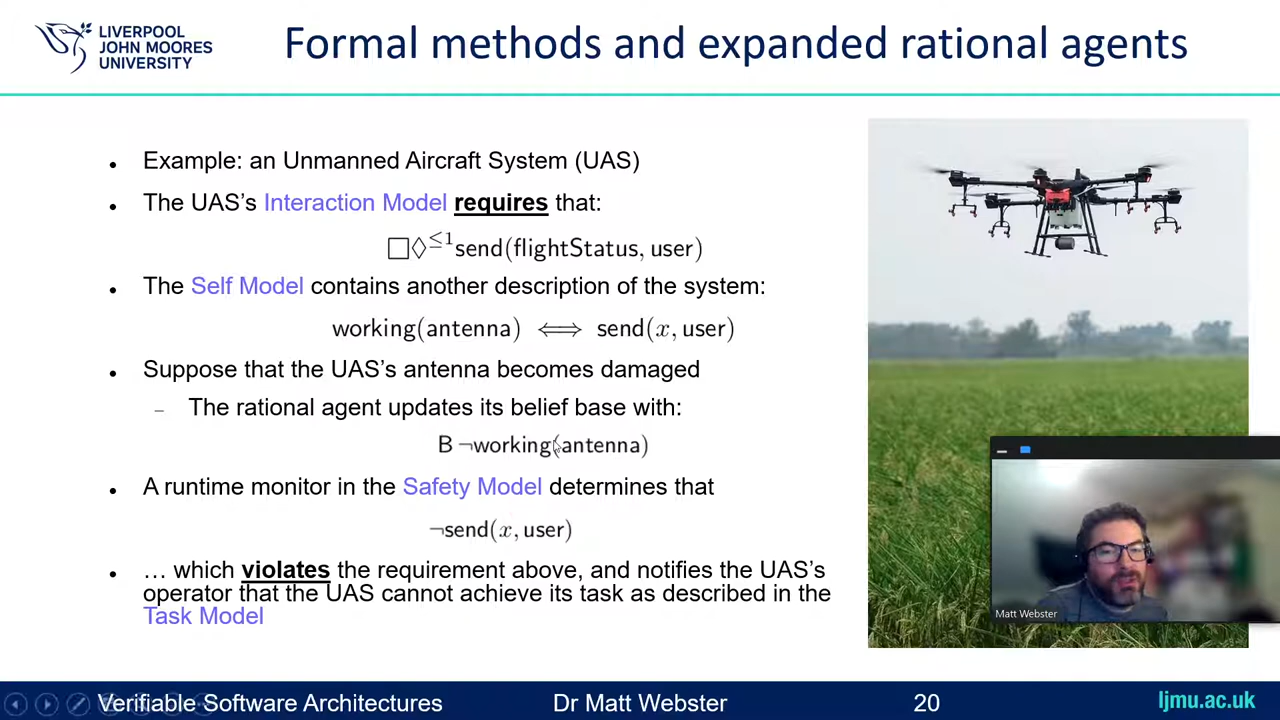 LIVERPOOL
JOHN MOORES
UNIVERSITY
Formal methods and expanded rational agents
• Example: an Unmanned Aircraft System (UAS)
• The UAS's Interaction Model requires that:
□◊≤1send(flightStatus, user)
• The Self Model contains another description of the system:
working(antenna) ⟺ send(x, user)
• Suppose that the UAS's antenna becomes damaged
– The rational agent updates its belief base with:
B ¬working(antenna)
• A runtime monitor in the Safety Model determines that
¬send(x, user)
• … which violates the requirement above, and notifies the UAS's
operator that the UAS cannot achieve its task as described in the
Task Model
Matt Webster
Verifiable Software Architectures
Dr Matt Webster
20
ljmu.ac.uk